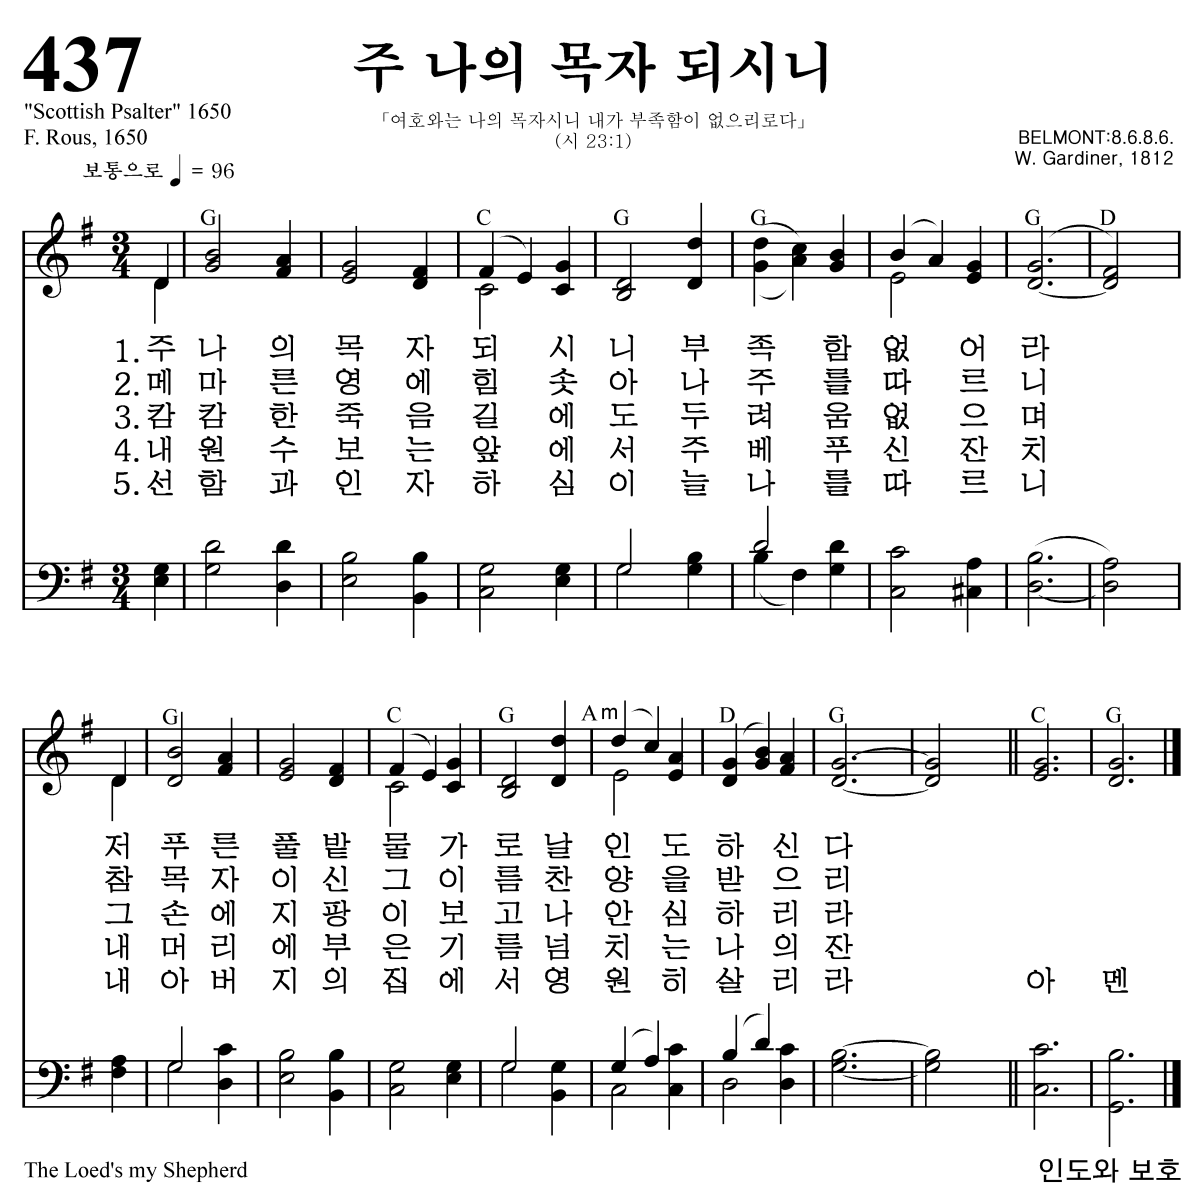 437
주 나의 목자 되시니
"Scottish Psalter" 1650
F. Rous, 1650
「여호와는 나의 목자시니 내가 부족함이 없으리로다」
(시 23:1)
BELMONT:8.6.8.6.
W. Gardiner, 1812
보통으로 ♩ = 96
G C G G G D
3 4
1. 주 나 의 목 자 되 시 니 부 족 함 없 어 라
2. 메 마 른 영 에 힘 솟 아 나 주 를 따 르 니
3. 캄 캄 한 죽 음 길 에 도 두 려 움 없 으 며
4. 내 원 수 보 는 앞 에 서 주 베 푸 신 잔 치
5. 선 함 과 인 자 하 심 이 늘 나 를 따 르 니
3 4
G C G Am D G C G
저 푸 른 풀 밭 물 가 로 날 인 도 하 신 다
참 목 자 이 신 그 이 름 찬 양 을 받 으 리
그 손 에 지 팡 이 보 고 나 안 심 하 리 라
내 머 리 에 부 은 기 름 넘 치 는 나 의 잔
내 아 버 지 의 집 에 서 영 원 히 살 리 라 아 멘
The Loed's my Shepherd
인도와 보호